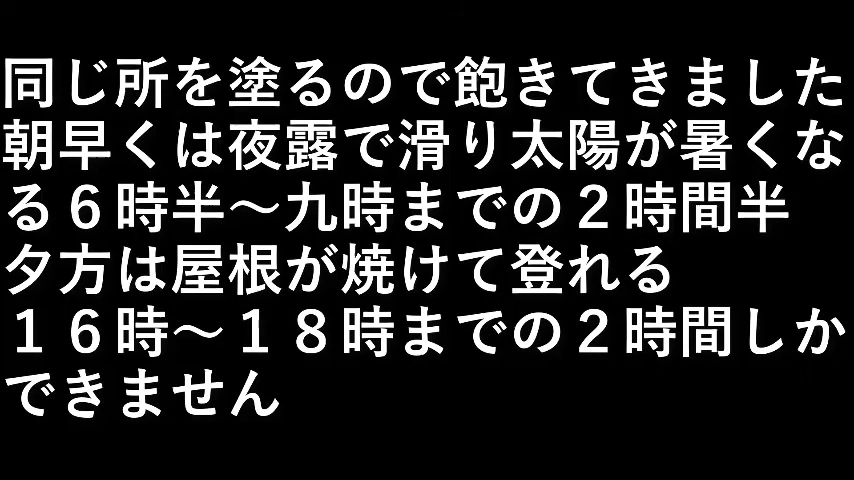 同じ所を塗るので飽きてきました
朝早くは夜露で滑り太陽が暑くな
る６時半～九時までの２時間半
夕方は屋根が焼けて登れる
１６時～１８時までの２時間しか
できません